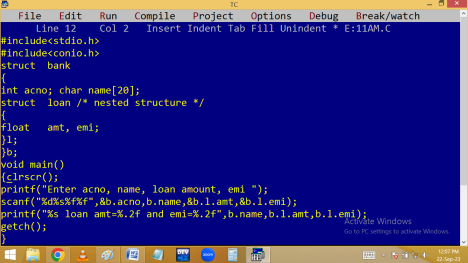 TC
File Edit Run Compile Project Options Debug Break/watch
Line 12 Col 2 Insert Indent Tab Fill Unindent * E:11AM.C
#include<stdio.h>
#include<conio.h>
struct bank
{
int acno; char name[20];
struct loan /* nested structure */
{
float amt, emi;
}l;
}b;
void main()
{clrscr();
printf("Enter acno, name, loan amount, emi ");
scanf("%d%s%f%f",&b.acno,b.name,&b.l.amt,&b.l.emi);
printf("%s loan amt=%.2f and emi=%.2f",b.name,b.l.amt,b.l.emi);
getch();
}
Activate Windows
Go to PC settings to activate Windows.
12:07 PM
22-Sep-23